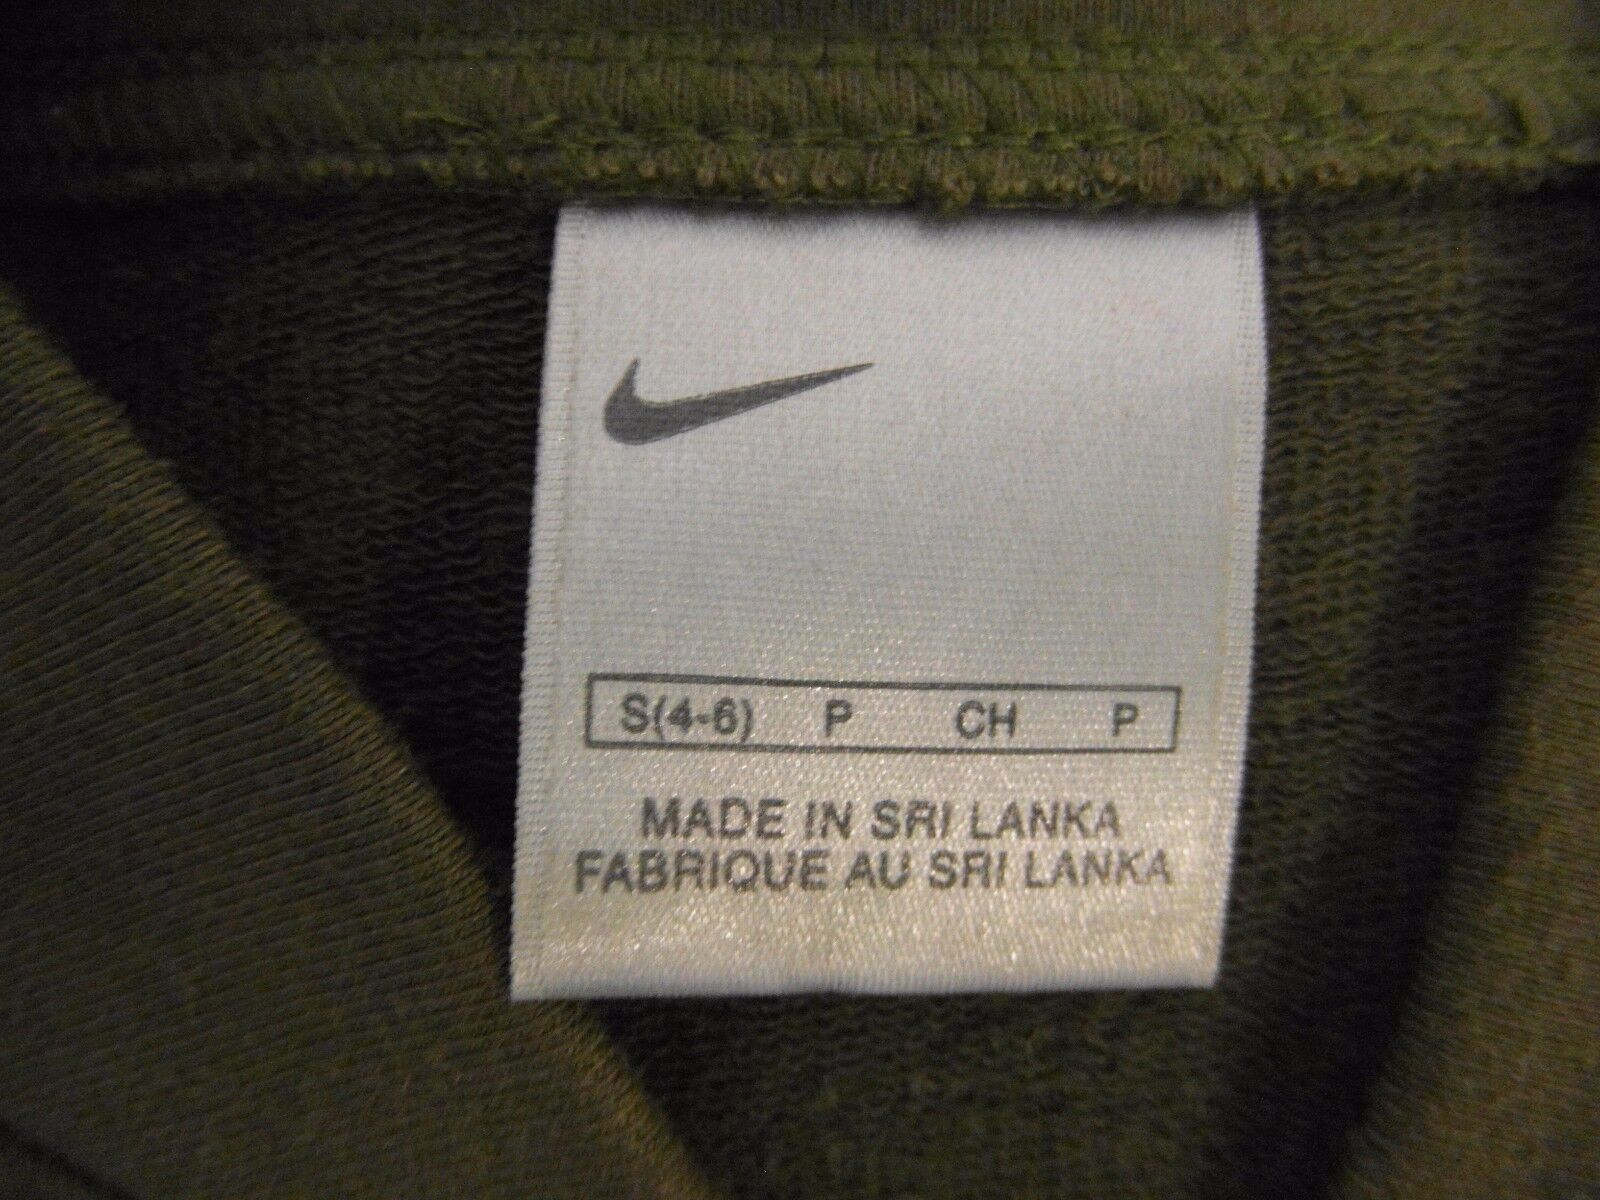 S(4-6) P CH P
MADE IN SRI LANKA
FABRIQUE AU SRI LANKA